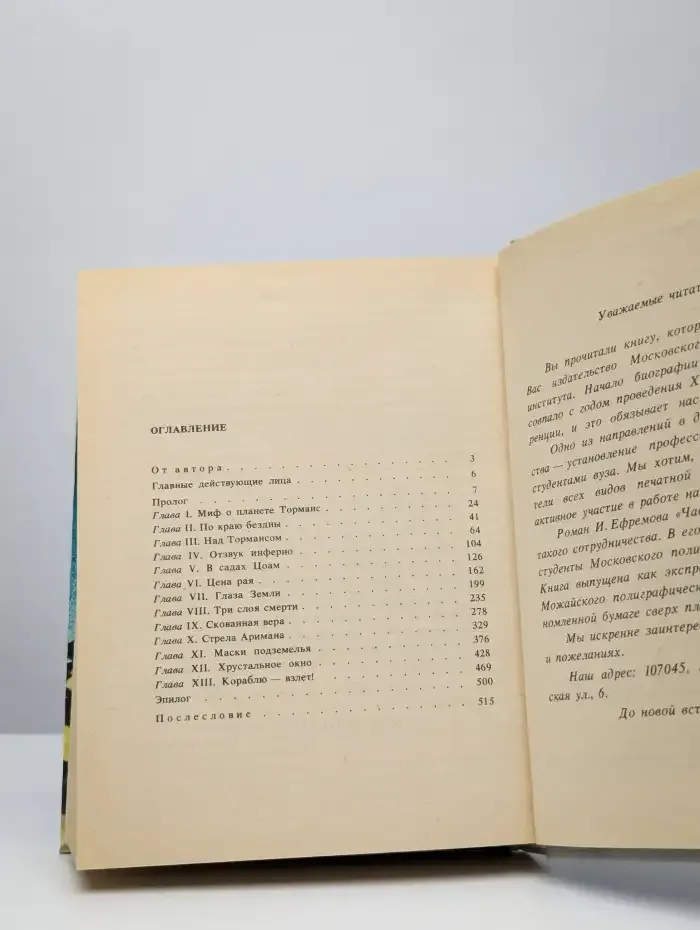 ОГЛАВЛЕНИЕ
От автора . . . . . . . . . . . . . . . . 3
Главные действующие лица . . . . . . . . . . . 6
Пролог . . . . . . . . . . . . . . . . . 7
Глава I. Миф о планете Торманс . . . . . . . . . . 24
Глава II. По краю бездны . . . . . . . . . . . . 41
Глава III. Над Тормансом . . . . . . . . . . . . 64
Глава IV. Отзвук инферно . . . . . . . . . . . . 104
Глава V. В садах Цоам . . . . . . . . . . . . 126
Глава VI. Цена рая . . . . . . . . . . . . . 162
Глава VII. Глаза Земли . . . . . . . . . . . . 199
Глава VIII. Три слоя смерти . . . . . . . . . . . 235
Глава IX. Скованная вера . . . . . . . . . . . . 278
Глава X. Стрела Аримана . . . . . . . . . . . . 329
Глава XI. Маски подземелья . . . . . . . . . . . 376
Глава XII. Хрустальное окно . . . . . . . . . . . 428
Глава XIII. Кораблю — взлет! . . . . . . . . . . . 469
Эпилог . . . . . . . . . . . . . . . . . 500
Послесловие . . . . . . . . . . . . . . . 515
Уважаемые читат
Вы прочитали книгу, котор
Вас издательство Московского
института. Начало биографии
совпало с годом проведения X
ренции, и это обязывает нас
Одно из направлений в д
ства — установление професс
студентами вуза. Мы хотим,
тели всех видов печатной
активное участие в работе на
Роман И. Ефремова «Час
такого сотрудничества. В его
студенты Московского поли
Книга выпущена как экспр
Можайского полиграфическ
номленной бумаге сверх пл
Мы искренне заинтерес
и пожеланиях.
Наш адрес: 107045,
ская ул., 6.
До новой вст